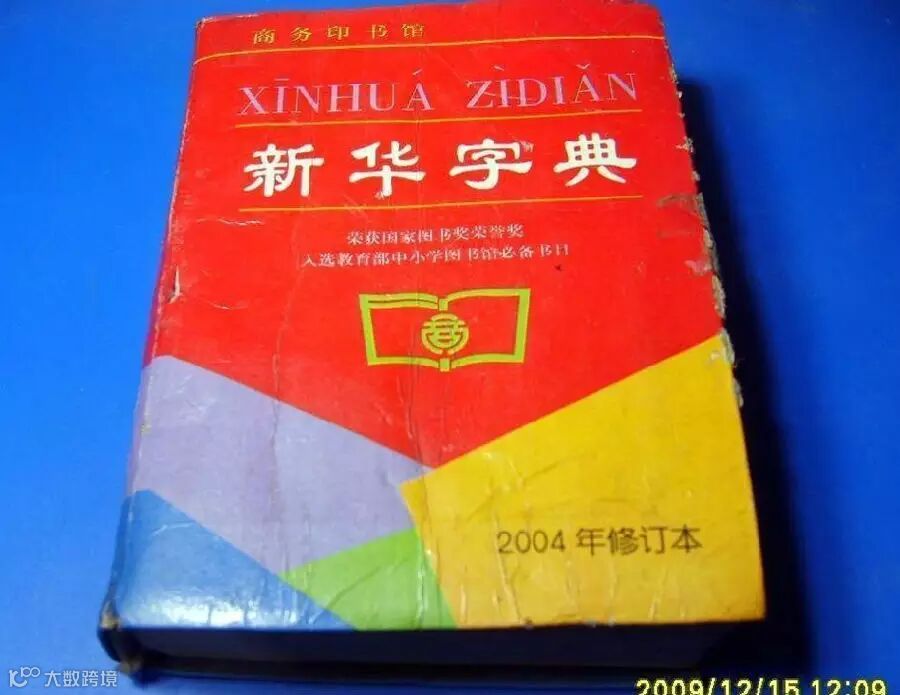 商务印书馆
XĪNHUÁ ZÌDIǍN
新华字典
荣获国家图书奖荣誉奖
入选教育部中小学图书馆必备书目
2004年修订本
2009/12/15 12:09
大数跨境